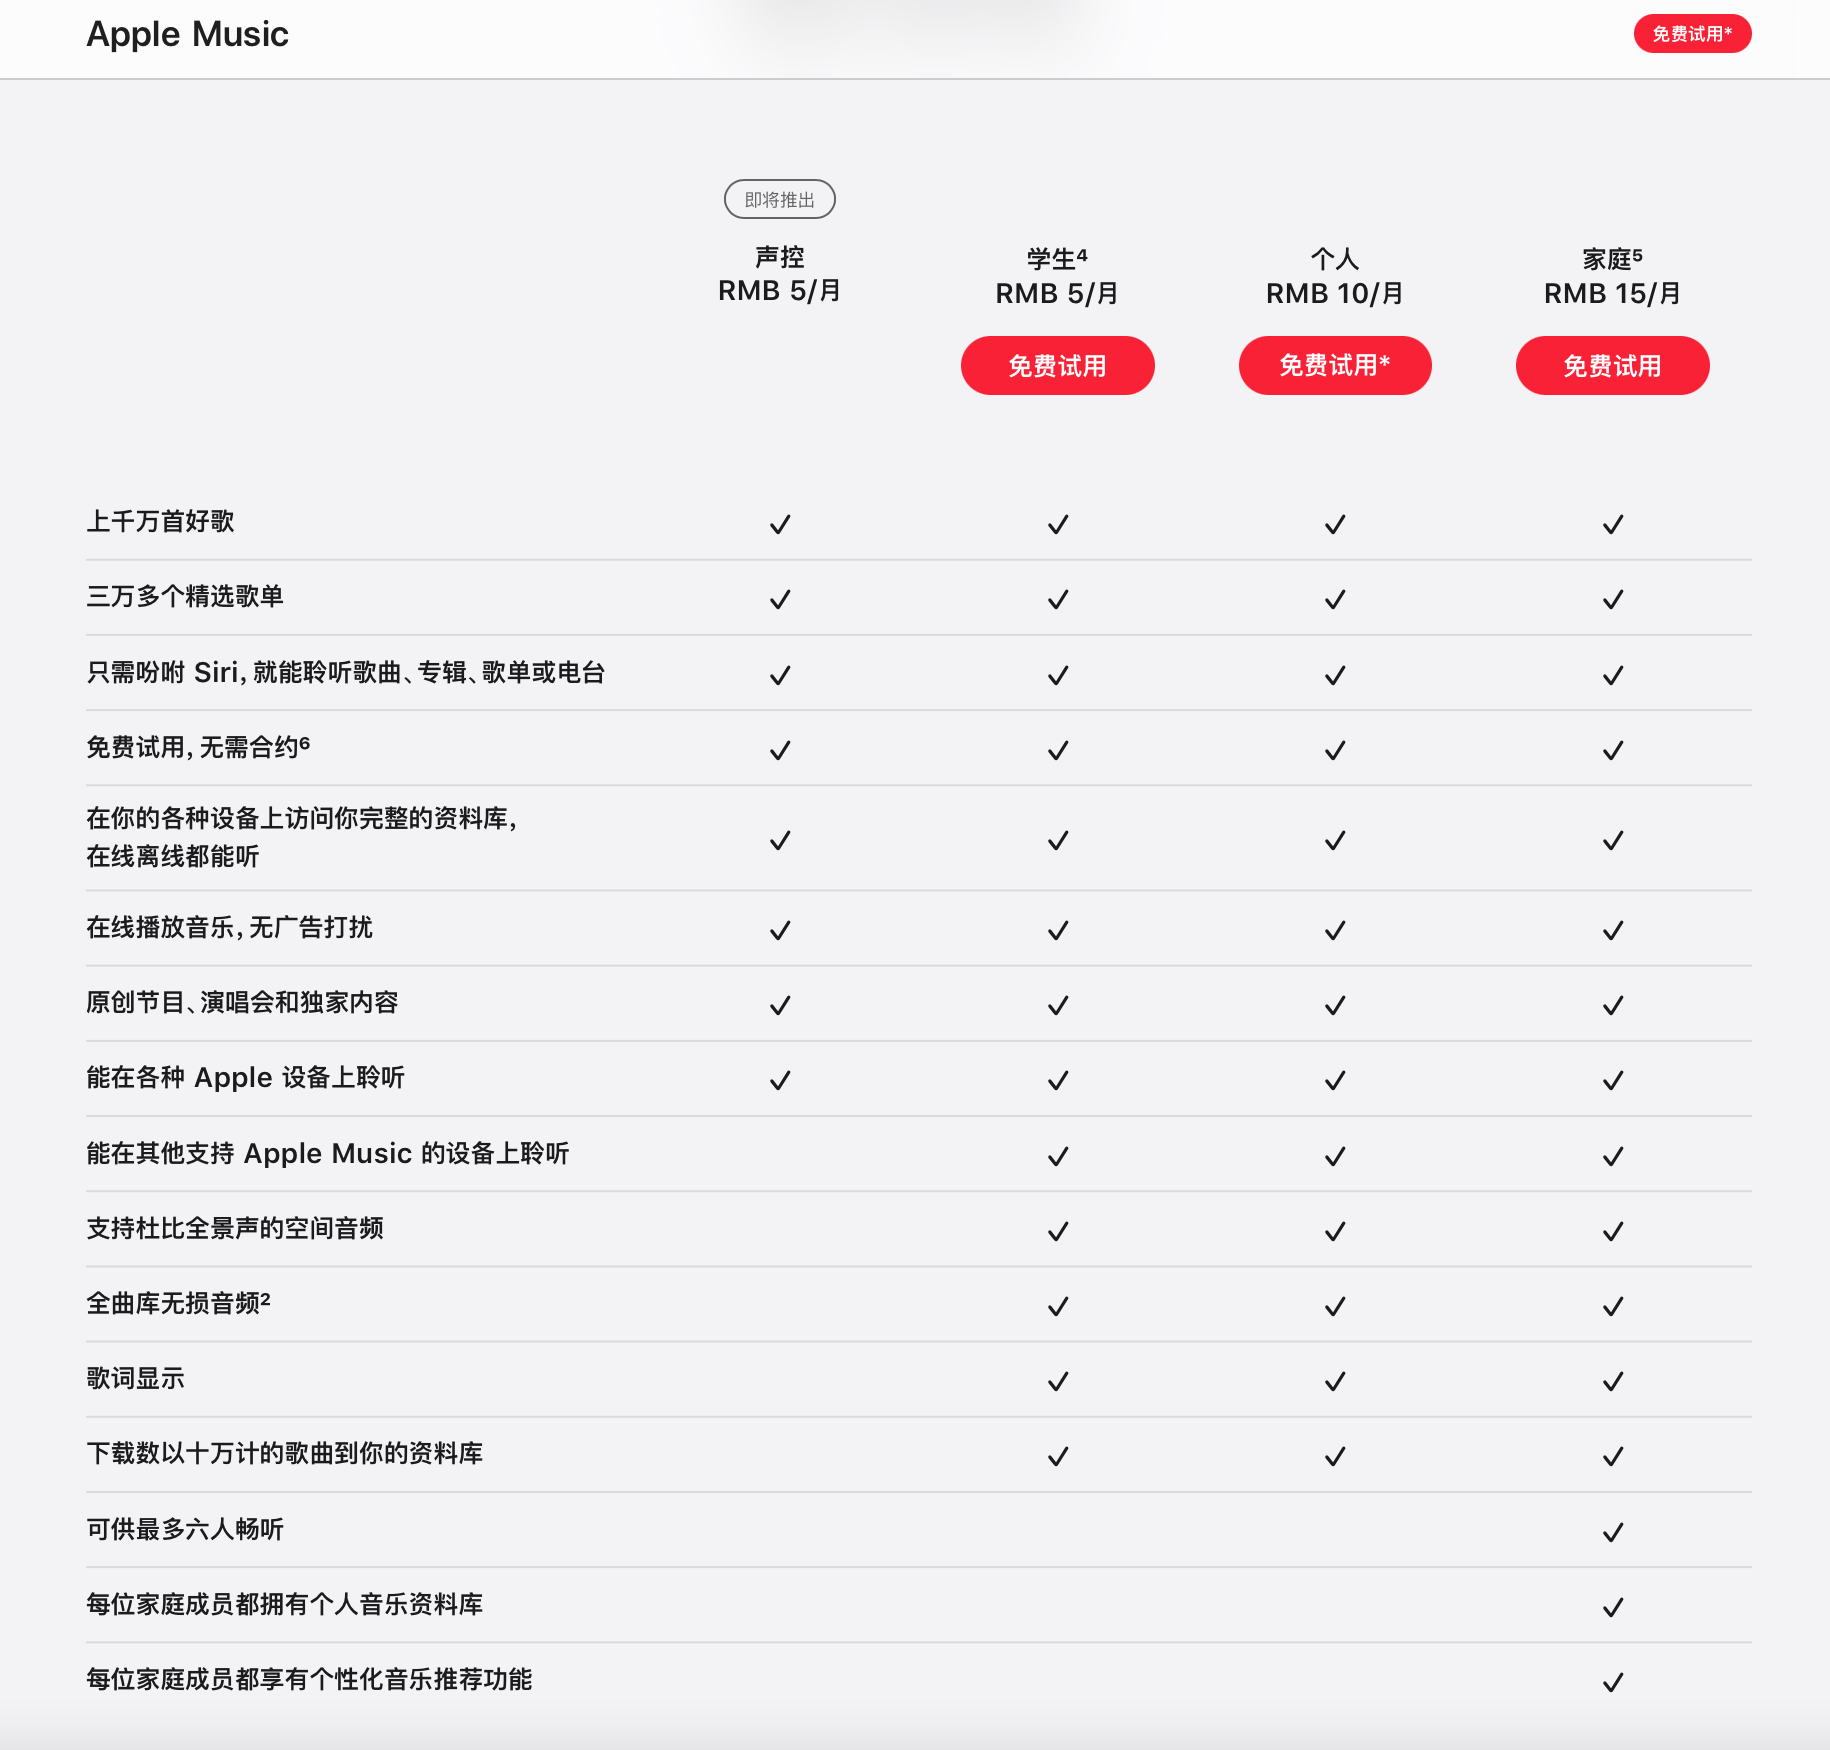 Apple Music
免费试用*
即将推出
声控
RMB 5/月
学生4
RMB 5/月
免费试用
个人
RMB 10/月
免费试用*
家庭5
RMB 15/月
免费试用
上千万首好歌
三万多个精选歌单
只需吩咐 Siri，就能聆听歌曲、专辑、歌单或电台
免费试用，无需合约6
在你的各种设备上访问你完整的资料库，
在线离线都能听
在线播放音乐，无广告打扰
原创节目、演唱会和独家内容
能在各种 Apple 设备上聆听
能在其他支持 Apple Music 的设备上聆听
支持杜比全景声的空间音频
全曲库无损音频2
歌词显示
下载数以十万计的歌曲到你的资料库
可供最多六人畅听
每位家庭成员都拥有个人音乐资料库
每位家庭成员都享有个性化音乐推荐功能